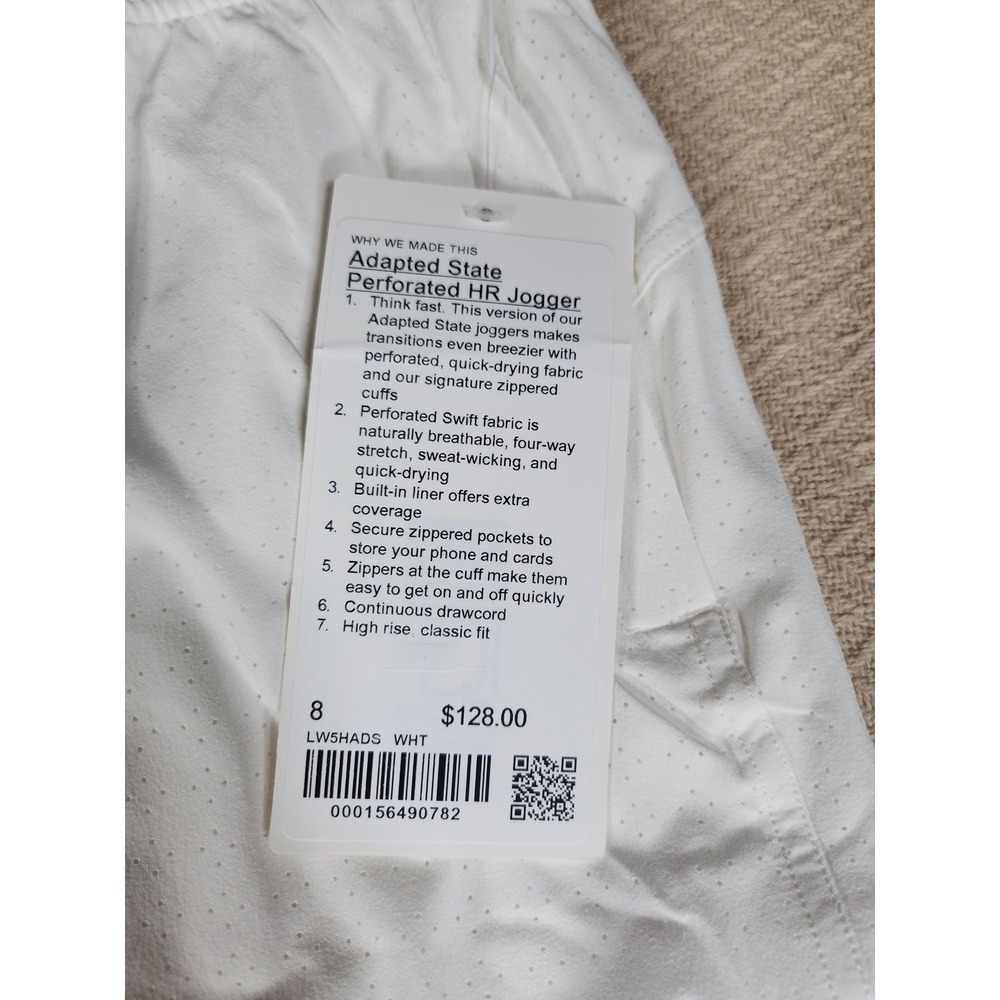 WHY WE MADE THIS
Adapted State
Perforated HR Jogger
1. Think fast. This version of our
Adapted State joggers makes
transitions even breezier with
perforated, quick-drying fabric
and our signature zippered
cuffs
2. Perforated Swift fabric is
naturally breathable, four-way
stretch, sweat-wicking, and
quick-drying
3. Built-in liner offers extra
coverage
4. Secure zippered pockets to
store your phone and cards
5. Zippers at the cuff make them
easy to get on and off quickly
6. Continuous drawcord
7. High rise, classic fit
8 $128.00
LW5HADS WHT
000156490782